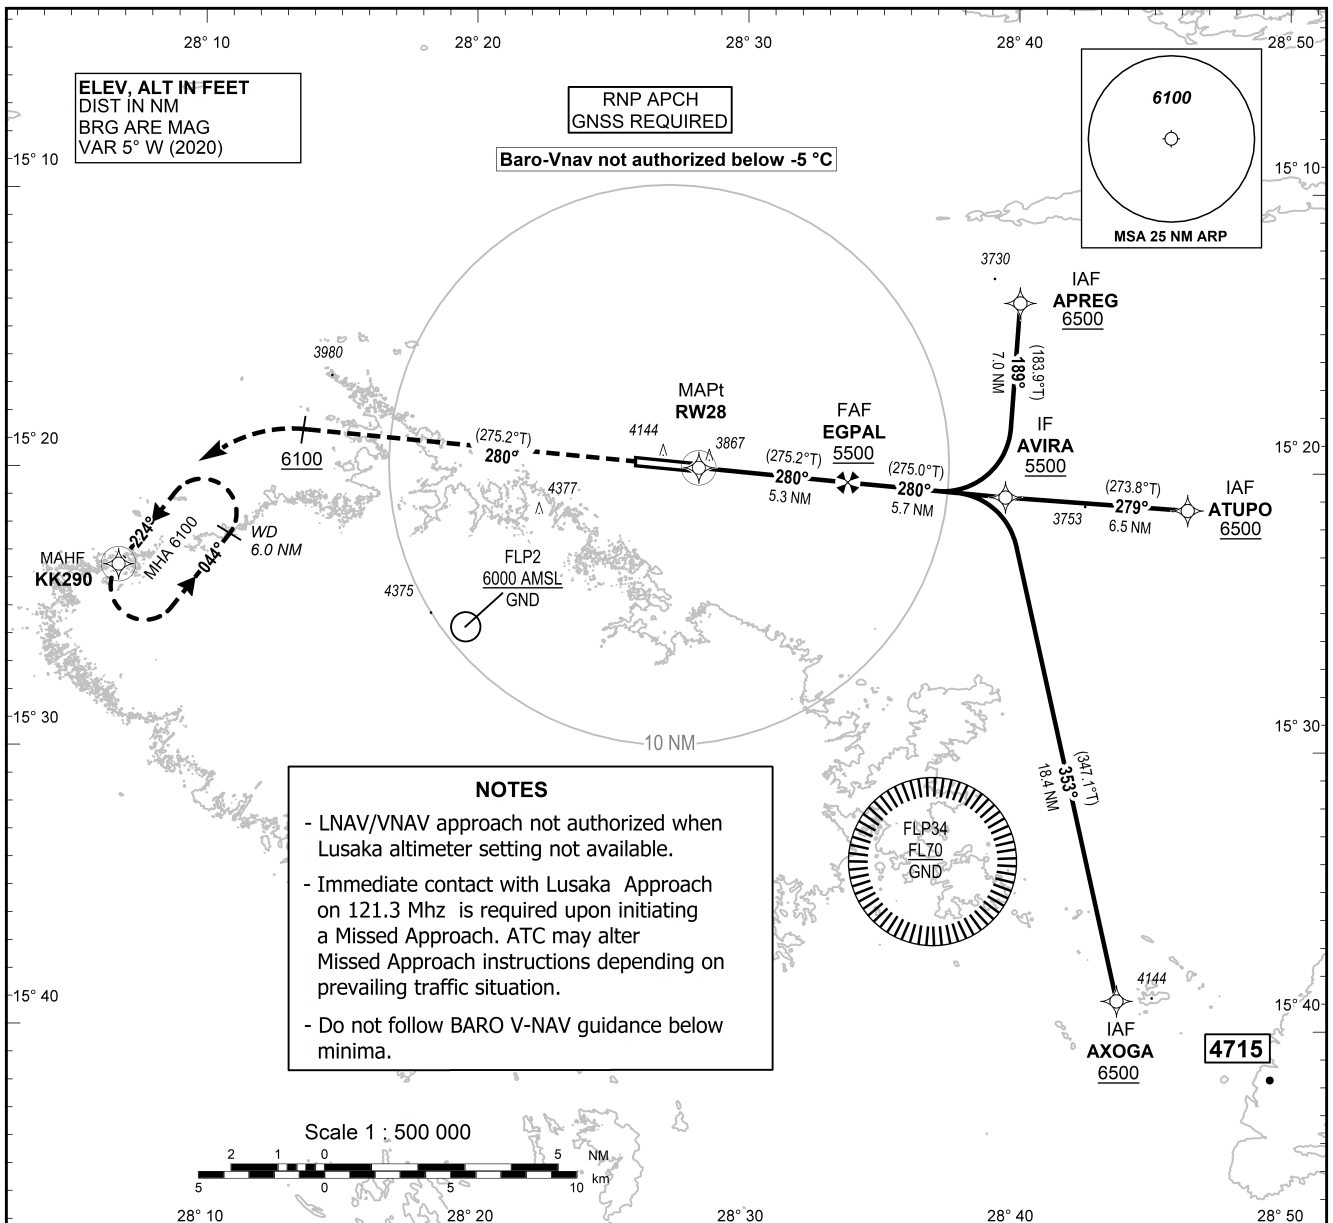 28° 10
28° 20
28° 30
28° 40
28° 50
ELEV, ALT IN FEET
DIST IN NM
BRG ARE MAG
VAR 5° W (2020)
RNP APCH
GNSS REQUIRED
Baro-Vnav not authorized below -5 °C
6100
MSA 25 NM ARP
15° 10
15° 10
3730
IAF
APREG
6500
7.0 NM
189°
(183.9°T)
3980
MAPt
RW28
4144
3867
FAF
EGPAL
5500
IF
AVIRA
5500
15° 20
15° 20
6100
(275.2°T)
280°
(275.2°T)
280°
5.3 NM
(275.0°T)
280°
5.7 NM
(273.8°T)
279°
6.5 NM
3753
IAF
ATUPO
6500
4377
224°
MHA 6100
044°
WD
6.0 NM
MAHF
KK290
FLP2
6000 AMSL
GND
4375
15° 30
15° 30
10 NM
18.4 NM
353°
(347.1°T)
NOTES
- LNAV/VNAV approach not authorized when
Lusaka altimeter setting not available.
- Immediate contact with Lusaka Approach
on 121.3 Mhz is required upon initiating
a Missed Approach. ATC may alter
Missed Approach instructions depending on
prevailing traffic situation.
- Do not follow BARO V-NAV guidance below
minima.
FLP34
FL70
GND
15° 40
15° 40
4144
IAF
AXOGA
6500
4715
Scale 1 : 500 000
2 1 0 5 NM
5 0 5 10 km
28° 10
28° 20
28° 30
28° 40
28° 50